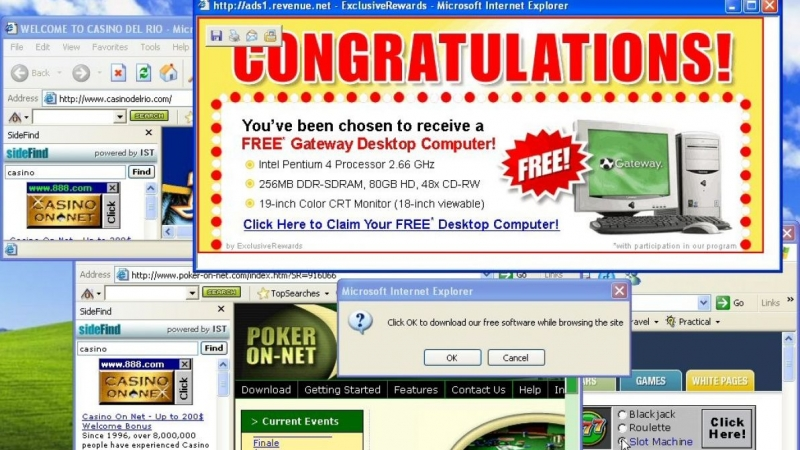 WELCOME TO CASINO DEL RIO - Mic
File Edit View Favorites Tools Help
Back
Address http://www.casinodelrio.com/
SEARCH
SideFind
sideFind powered by IST
casino Find
www.888.com
CASINO
ON NET
Click
Casino On Net - Up to 200$
http://ads1.revenue.net - ExclusiveRewards - Microsoft Internet Explorer
CONGRATULATIONS!
You've been chosen to receive a
FREE* Gateway Desktop Computer!
Intel Pentium 4 Processor 2.66 GHz
256MB DDR-SDRAM, 80GB HD, 48x CD-RW
19-inch Color CRT Monitor (18-inch viewable)
Click Here to Claim Your FREE* Desktop Computer!
FREE!
Gateway
by ExclusiveRewards
*with participation in our program
Address http://www.poker-on-net.com/index.htm?SR=916066
Go Links
SEARCH TopSearches
SideFind
sideFind powered by IST
casino Find
www.888.com
CASINO
ON NET
Click
Casino On Net - Up to 200$
Welcome Bonus
Since 1996, over 8,000,000
people have experienced Casino
POKER
ON-NET
Download Getting Started Features Contact Us Help
> Current Events
Finale
Microsoft Internet Explorer
Click OK to download our free software while browsing the site
OK Cancel
Go Links
Practical
GAMES WHITE PAGES
Blackjack
Roulette
Slot Machine
Click
Here!